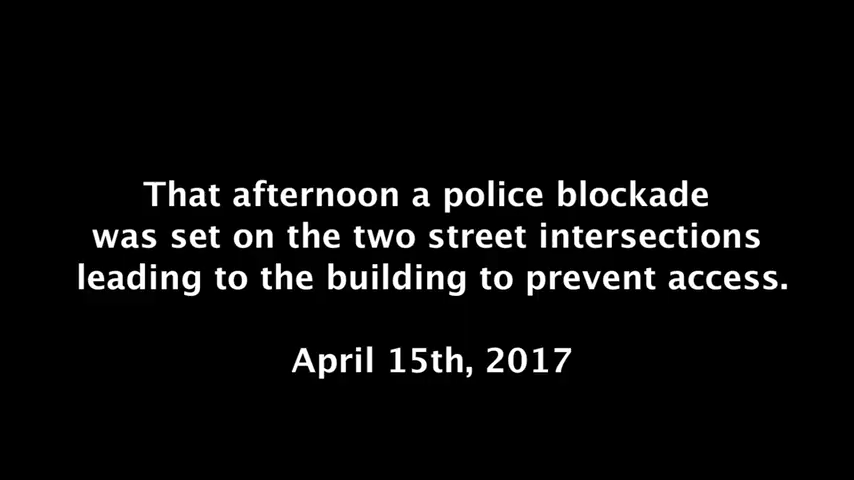 That afternoon a police blockade
was set on the two street intersections
leading to the building to prevent access.
April 15th, 2017